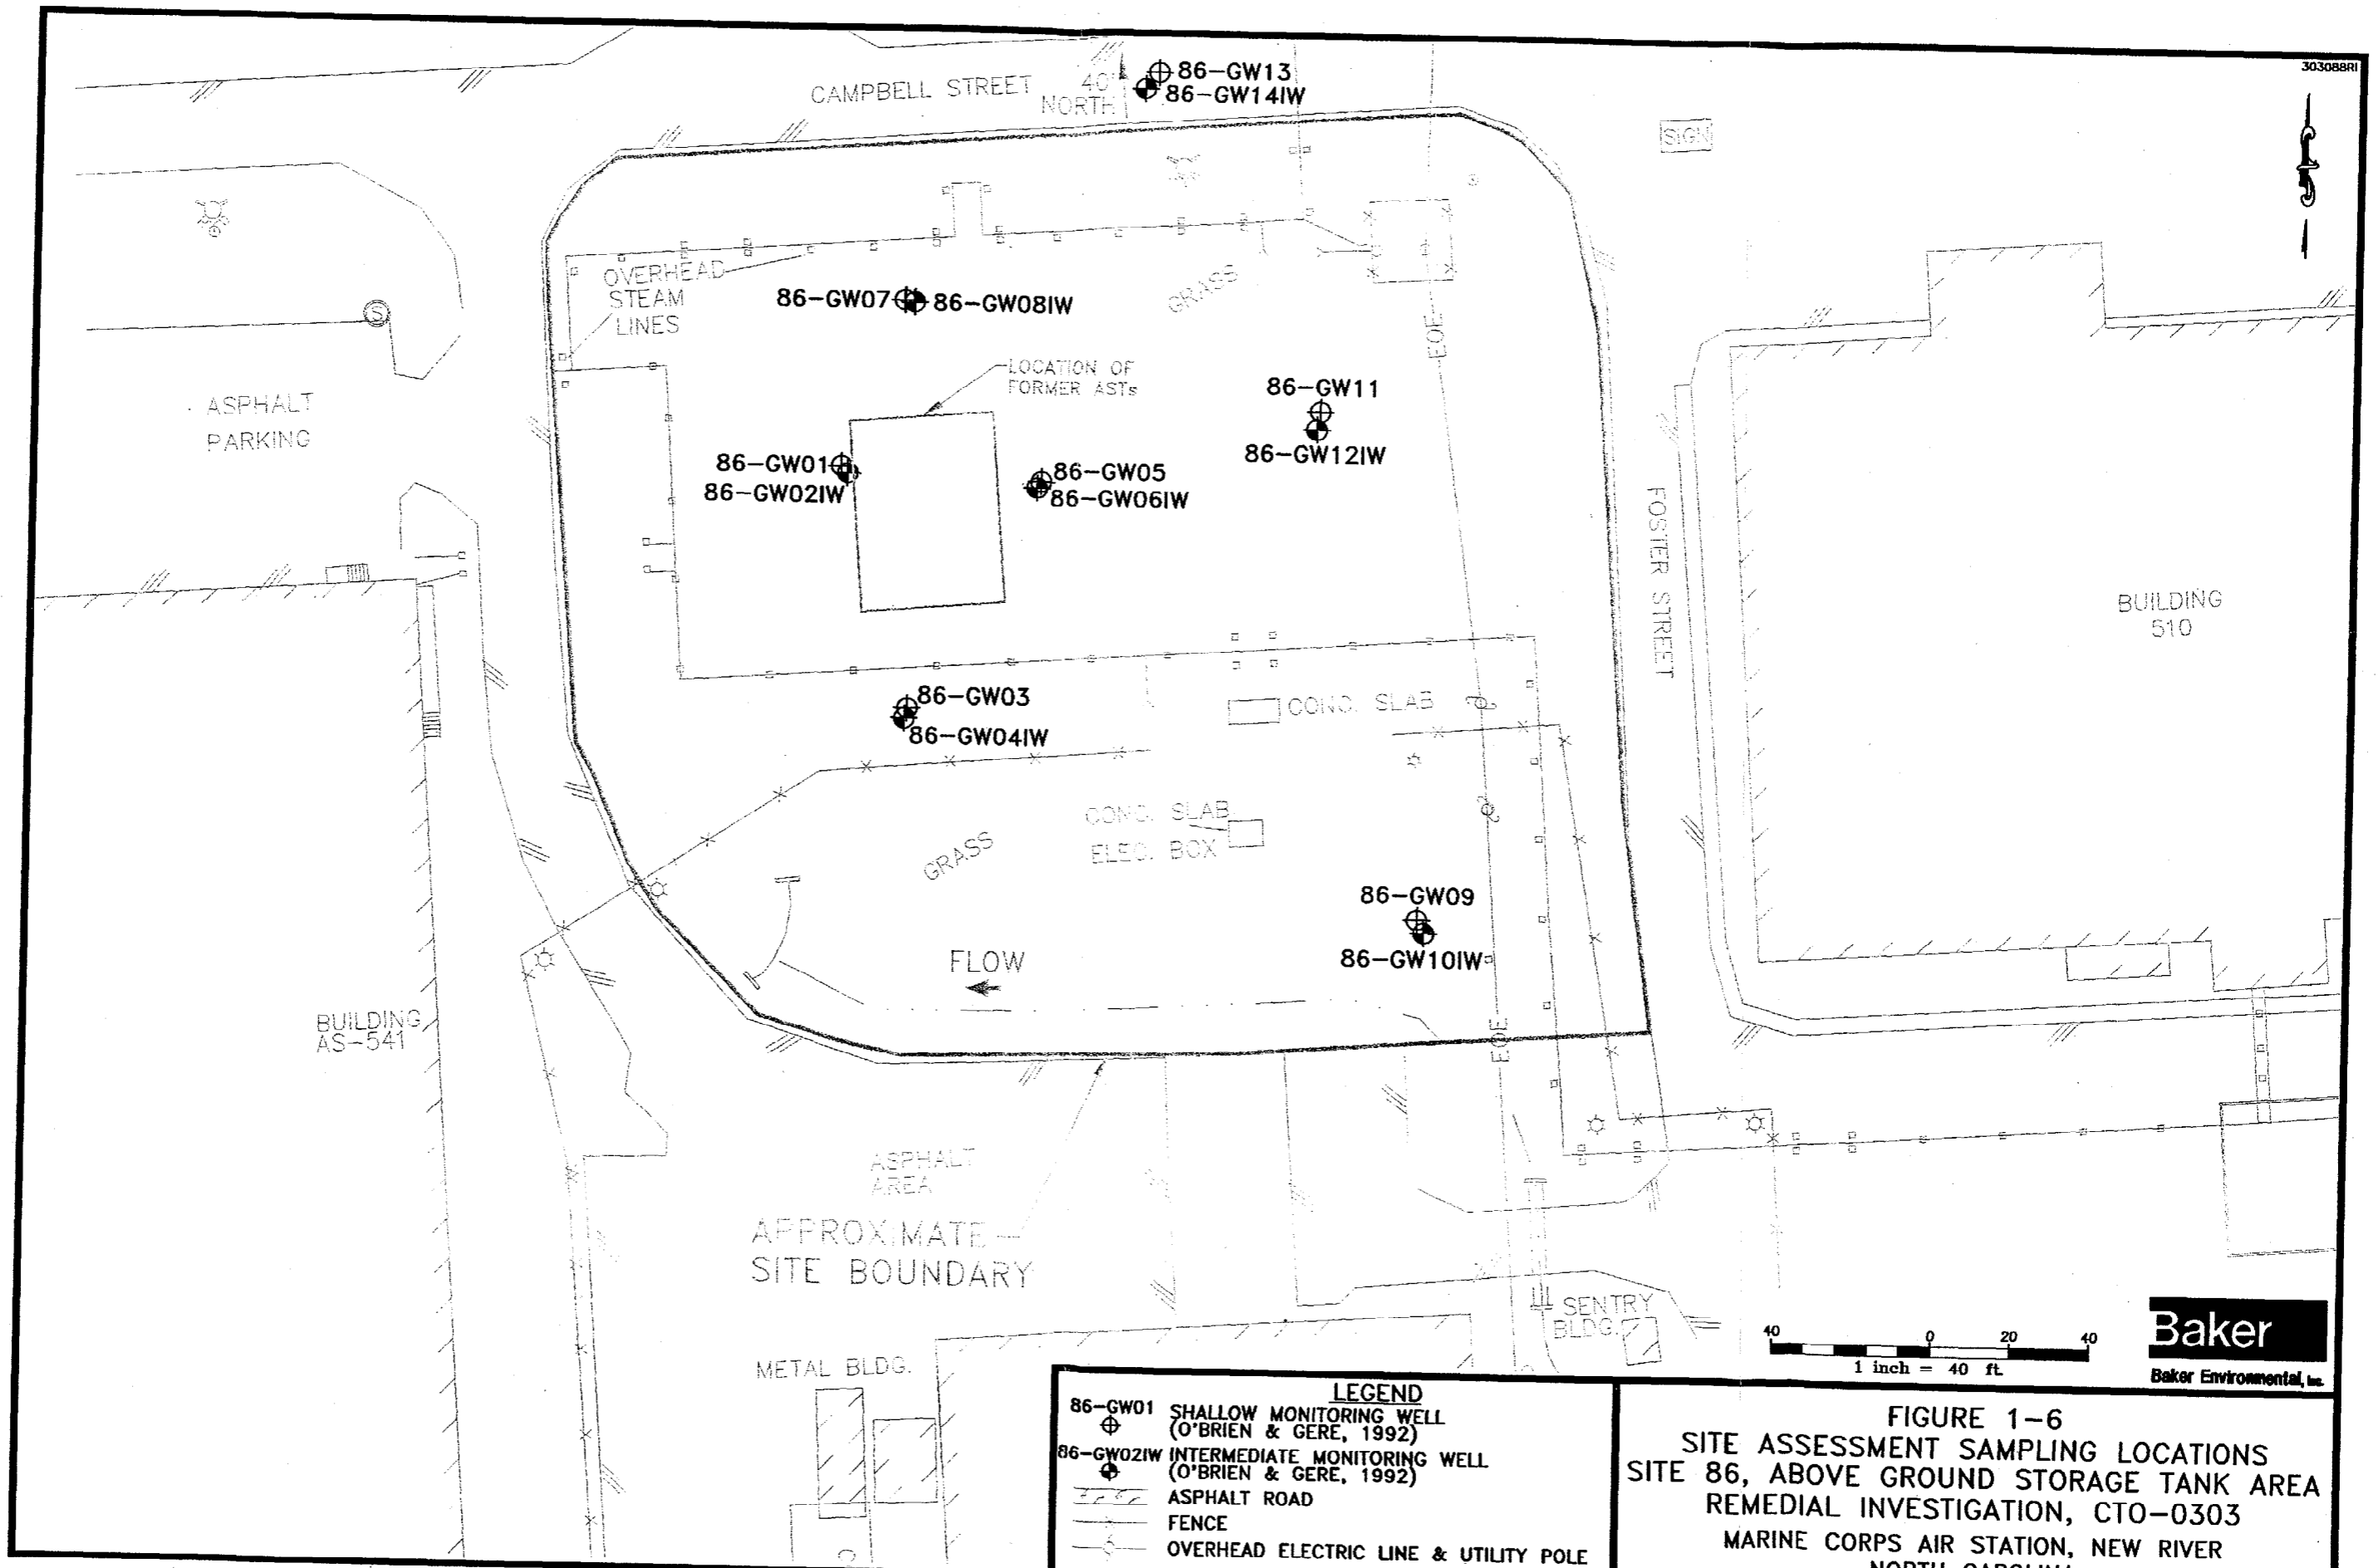 303088RI
CAMPBELL STREET
40'
NORTH
86-GW13
86-GW14IW
SIGN
OVERHEAD
STEAM
LINES
86-GW07
86-GW08IW
GRASS
EOE
LOCATION OF
FORMER ASTs
86-GW11
86-GW12IW
ASPHALT
PARKING
S
86-GW01
86-GW02IW
86-GW05
86-GW06IW
FOSTER STREET
BUILDING
510
86-GW03
86-GW04IW
CONC. SLAB
CONC. SLAB
ELEC. BOX
GRASS
86-GW09
86-GW10IW
FLOW
EOE
BUILDING
AS-541
ASPHALT
AREA
APPROXIMATE
SITE BOUNDARY
SENTRY
BLDG.
METAL BLDG.
40 0 20 40
1 inch = 40 ft.
Baker
Baker Environmental, Inc.
LEGEND
86-GW01 SHALLOW MONITORING WELL
(O'BRIEN & GERE, 1992)
86-GW02IW INTERMEDIATE MONITORING WELL
(O'BRIEN & GERE, 1992)
ASPHALT ROAD
FENCE
OVERHEAD ELECTRIC LINE & UTILITY POLE
FIGURE 1-6
SITE ASSESSMENT SAMPLING LOCATIONS
SITE 86, ABOVE GROUND STORAGE TANK AREA
REMEDIAL INVESTIGATION, CTO-0303
MARINE CORPS AIR STATION, NEW RIVER
NORTH CAROLINA